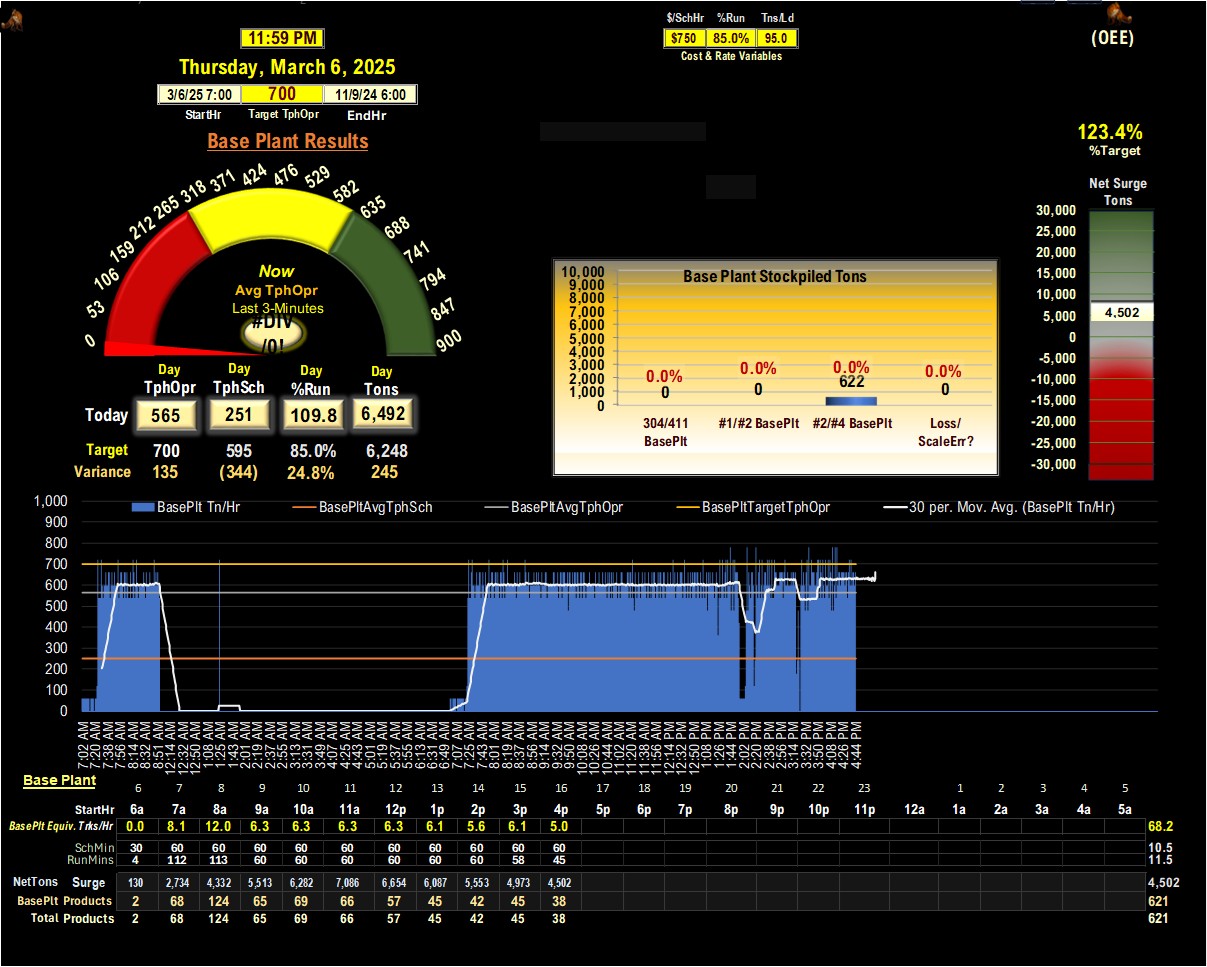 $/SchHr %Run Tns/Ld
11:59 PM $750 85.0% 95.0 (OEE)
Cost & Rate Variables
Thursday, March 6, 2025
3/6/25 7:00 700 11/9/24 6:00
StartHr Target TphOpr EndHr
123.4%
%Target
Base Plant Results
Net Surge
Tons
0 53 106 159 212 265 318 371 424 476 529 582 635 688 741 794 847 900
Now
Avg TphOpr
Last 3-Minutes
#DIV
/0!
30,000
25,000
20,000
15,000
10,000
5,000
4,502
0
-5,000
-10,000
-15,000
-20,000
-25,000
-30,000
Base Plant Stockpiled Tons
10,000
9,000
8,000
7,000
6,000
5,000
4,000
3,000
2,000
1,000
0
0.0% 0.0% 0.0% 0.0%
0 0 622 0
304/411 BasePlt #1/#2 BasePlt #2/#4 BasePlt Loss/ ScaleErr?
Day Day Day Day
TphOpr TphSch %Run Tons
Today 565 251 109.8 6,492
Target 700 595 85.0% 6,248
Variance 135 (344) 24.8% 245
BasePlt Tn/Hr BasePltAvgTphSch BasePltAvgTphOpr BasePltTargetTphOpr 30 per. Mov. Avg. (BasePlt Tn/Hr)
1,000
900
800
700
600
500
400
300
200
100
0
7:02 AM 7:20 AM 7:38 AM 7:56 AM 8:14 AM 8:32 AM 8:51 AM 12:14 AM 12:32 AM 12:50 AM 1:08 AM 1:25 AM 1:43 AM 2:01 AM 2:19 AM 2:37 AM 2:55 AM 3:13 AM 3:31 AM 3:49 AM 4:07 AM 4:25 AM 4:43 AM 5:01 AM 5:19 AM 5:37 AM 5:55 AM 6:13 AM 6:31 AM 6:49 AM 7:07 AM 7:25 AM 7:43 AM 8:01 AM 8:19 AM 8:37 AM 8:56 AM 9:14 AM 9:32 AM 9:50 AM 10:08 AM 10:26 AM 10:44 AM 11:02 AM 11:20 AM 11:38 AM 11:56 AM 12:14 PM 12:32 PM 12:50 PM 1:08 PM 1:26 PM 1:44 PM 2:02 PM 2:20 PM 2:38 PM 2:56 PM 3:14 PM 3:32 PM 3:50 PM 4:08 PM 4:26 PM 4:44 PM
Base Plant
6 7 8 9 10 11 12 13 14 15 16 17 18 19 20 21 22 23 1 2 3 4 5
StartHr 6a 7a 8a 9a 10a 11a 12p 1p 2p 3p 4p 5p 6p 7p 8p 9p 10p 11p 12a 1a 2a 3a 4a 5a
BasePlt Equiv. Trks/Hr 0.0 8.1 12.0 6.3 6.3 6.3 6.3 6.1 5.6 6.1 5.0 68.2
SchMin 30 60 60 60 60 60 60 60 60 60 60 10.5
RunMins 4 112 113 60 60 60 60 60 60 58 45 11.5
NetTons Surge 130 2,734 4,332 5,513 6,282 7,086 6,654 6,087 5,553 4,973 4,502 4,502
BasePlt Products 2 68 124 65 69 66 57 45 42 45 38 621
Total Products 2 68 124 65 69 66 57 45 42 45 38 621